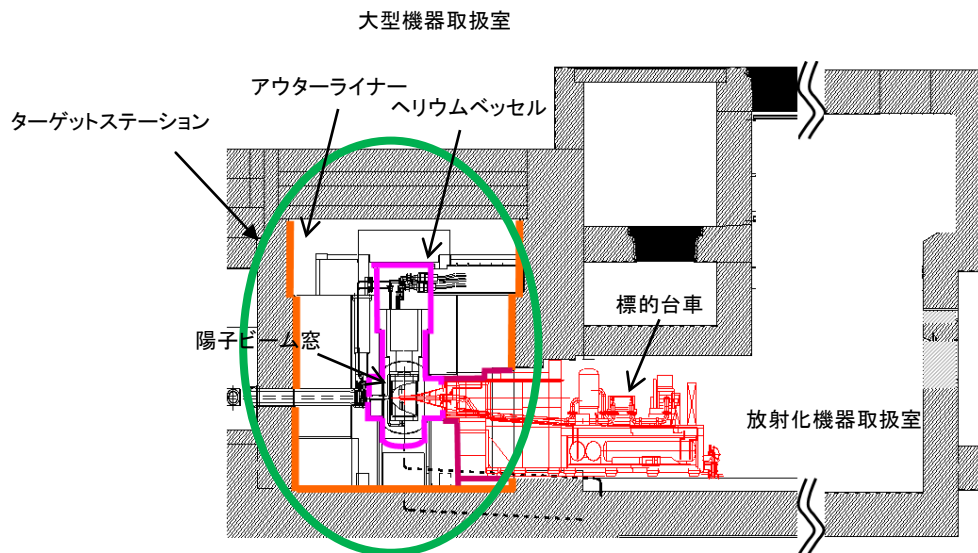 大型機器取扱室
アウターライナー
ヘリウムベッセル
ターゲットステーション
標的台車
陽子ビーム窓
放射化機器取扱室